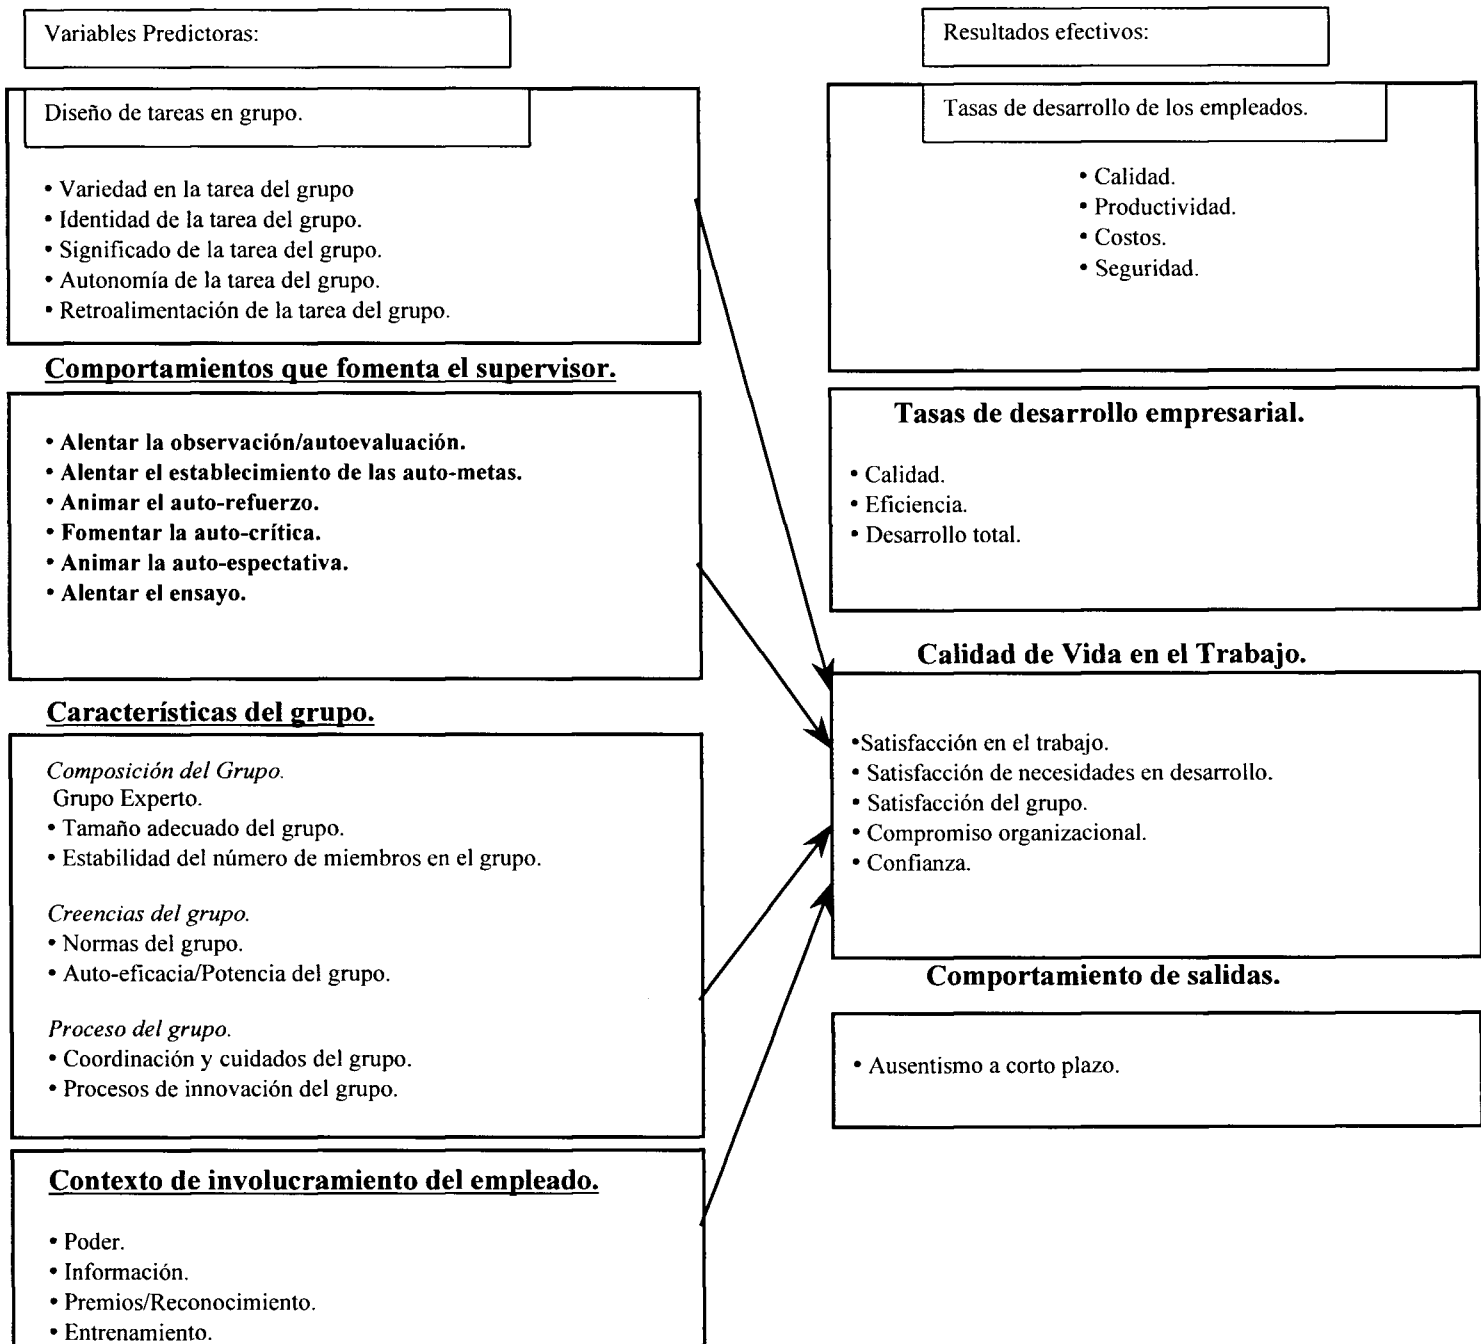 Variables Predictoras:
Diseño de tareas en grupo.
• Variedad en la tarea del grupo
• Identidad de la tarea del grupo.
• Significado de la tarea del grupo.
• Autonomía de la tarea del grupo.
• Retroalimentación de la tarea del grupo.
Comportamientos que fomenta el supervisor.
• Alentar la observación/autoevaluación.
• Alentar el establecimiento de las auto-metas.
• Animar el auto-refuerzo.
• Fomentar la auto-crítica.
• Animar la auto-espectativa.
• Alentar el ensayo.
Características del grupo.
Composición del Grupo.
Grupo Experto.
• Tamaño adecuado del grupo.
• Estabilidad del número de miembros en el grupo.
Creencias del grupo.
• Normas del grupo.
• Auto-eficacia/Potencia del grupo.
Proceso del grupo.
• Coordinación y cuidados del grupo.
• Procesos de innovación del grupo.
Contexto de involucramiento del empleado.
• Poder.
• Información.
• Premios/Reconocimiento.
• Entrenamiento.
Resultados efectivos:
Tasas de desarrollo de los empleados.
• Calidad.
• Productividad.
• Costos.
• Seguridad.
Tasas de desarrollo empresarial.
• Calidad.
• Eficiencia.
• Desarrollo total.
Calidad de Vida en el Trabajo.
•Satisfacción en el trabajo.
• Satisfacción de necesidades en desarrollo.
• Satisfacción del grupo.
• Compromiso organizacional.
• Confianza.
Comportamiento de salidas.
• Ausentismo a corto plazo.